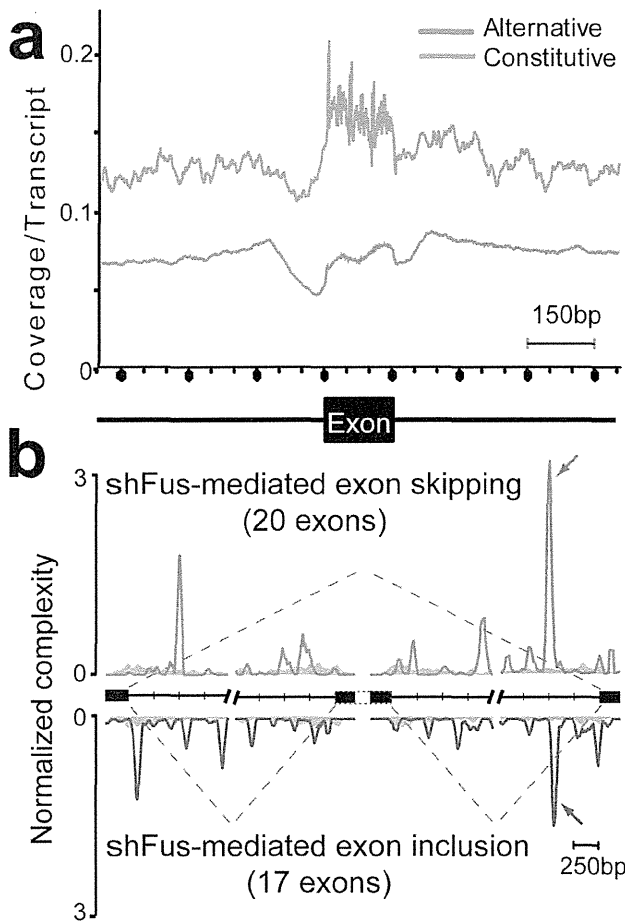 a
Alternative
Constitutive
Coverage/Transcript
0.2
0.1
0
150bp
Exon
b
shFus-mediated exon skipping
(20 exons)
Normalized complexity
3
0
0
3
shFus-mediated exon inclusion
(17 exons)
250bp